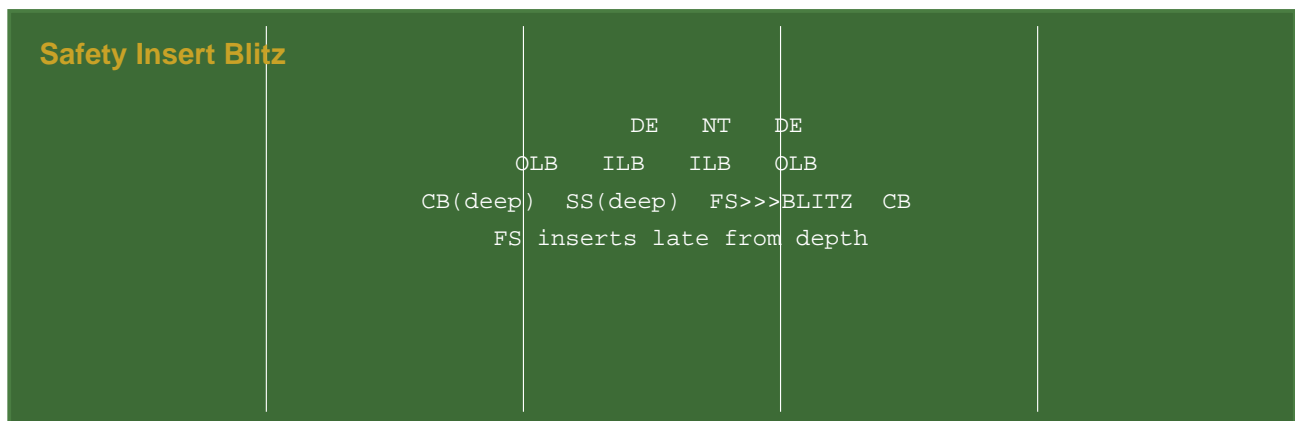 Safety Insert Blitz
DE   NT   DE
OLB   ILB   ILB   OLB
CB(deep)  SS(deep)  FS>>>BLITZ  CB
FS inserts late from depth